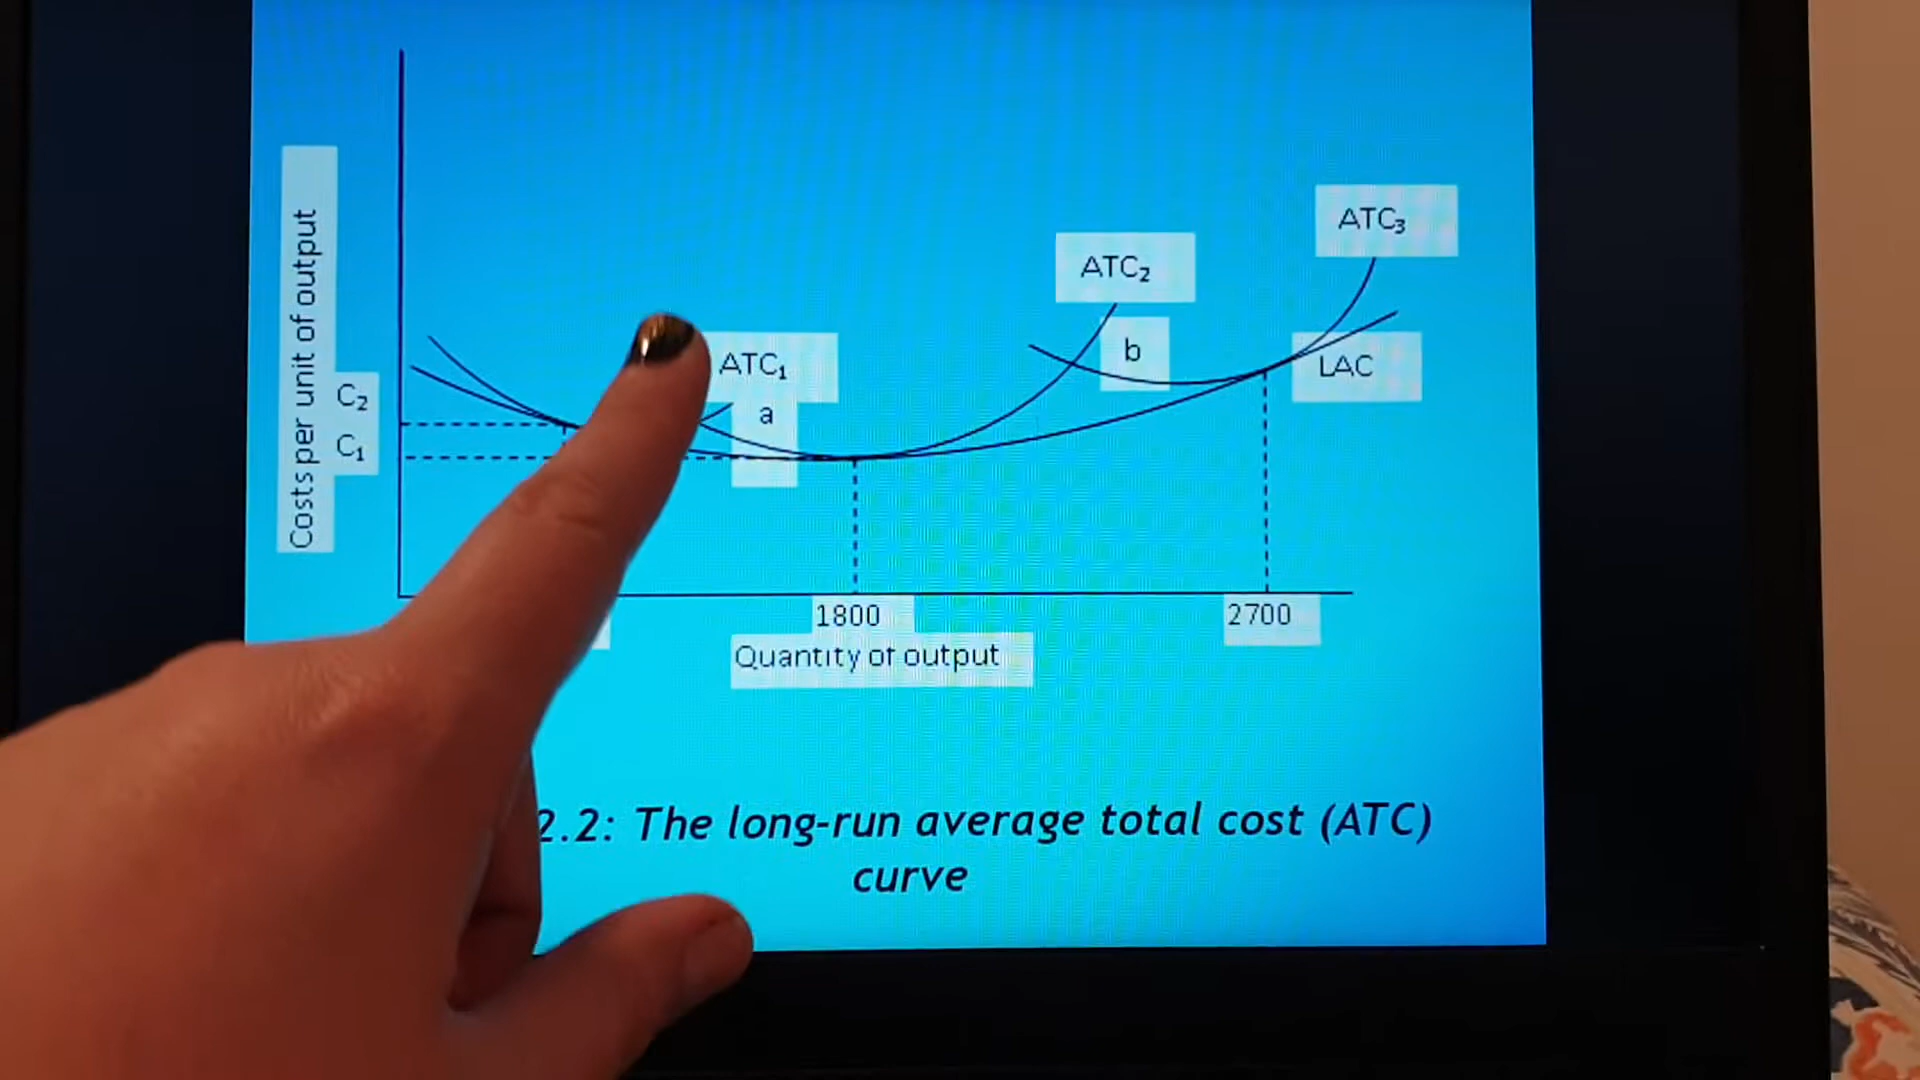 Costs per unit of output
ATC₃
ATC₂
b
ATC₁
LAC
C₂
a
C₁
1800
2700
Quantity of output
2.2: The long-run average total cost (ATC)
curve